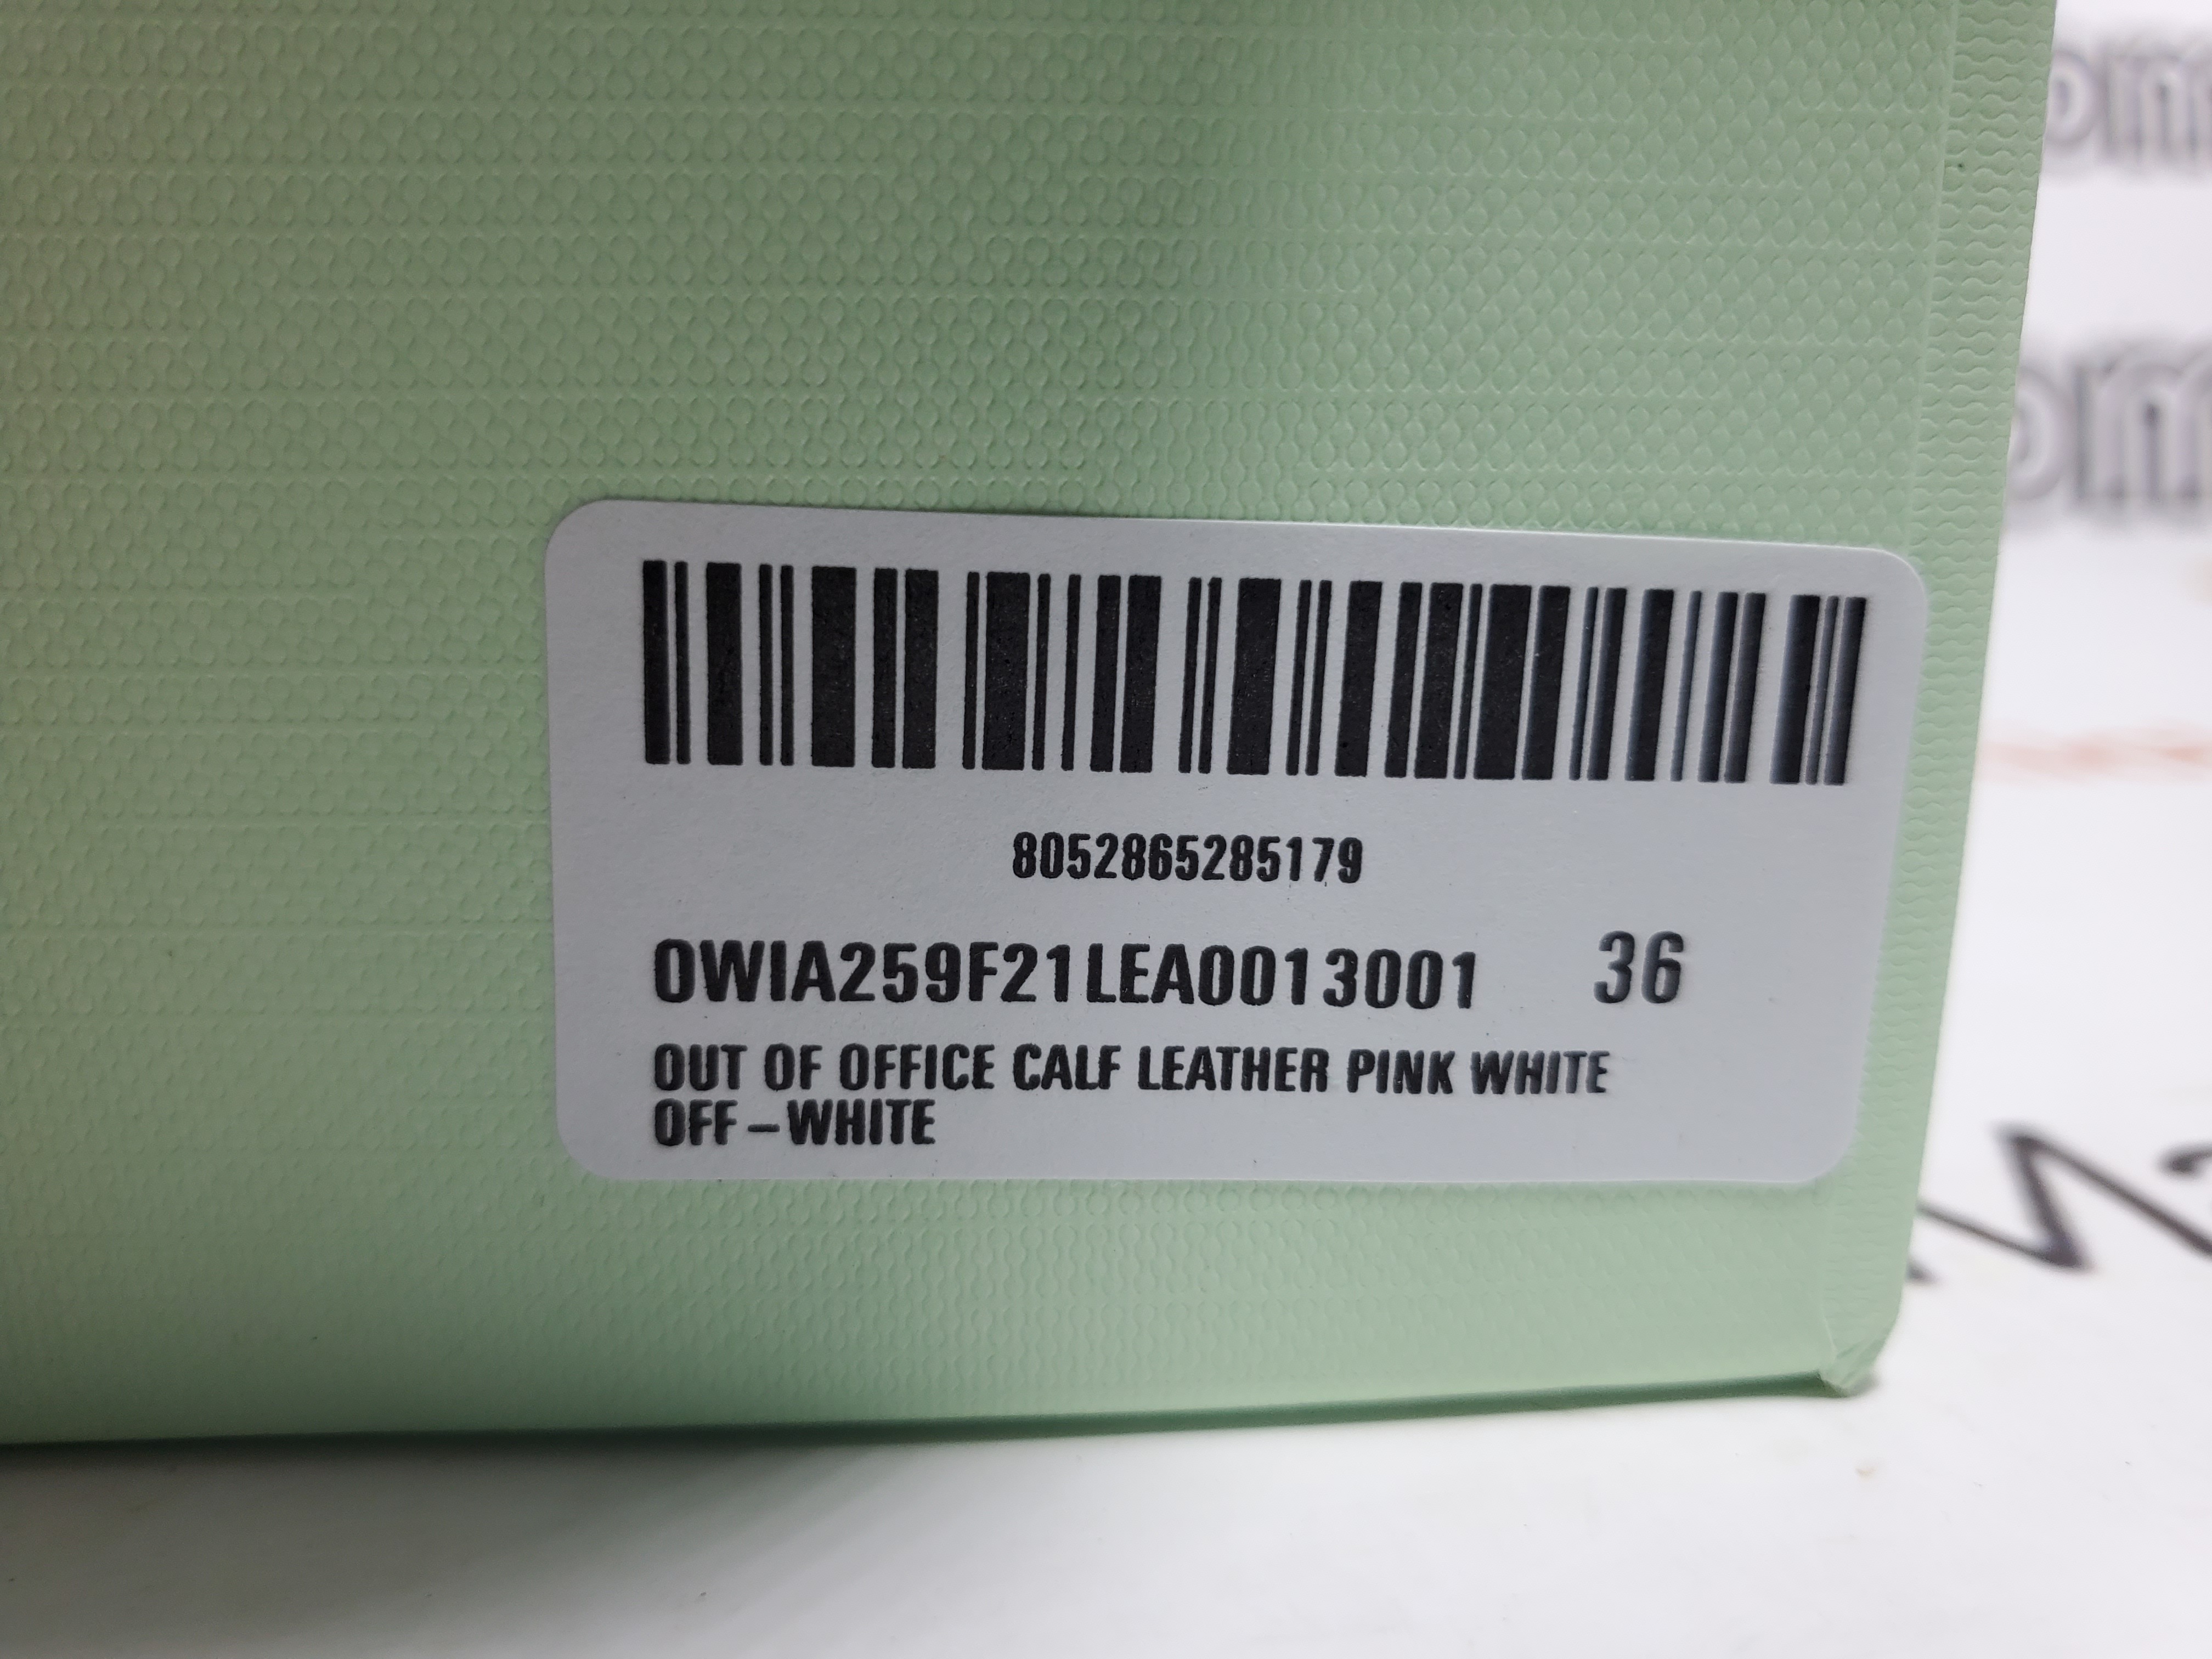 8052865285179
OWIA259F21LEA0013001 36
OUT OF OFFICE CALF LEATHER PINK WHITE
OFF-WHITE